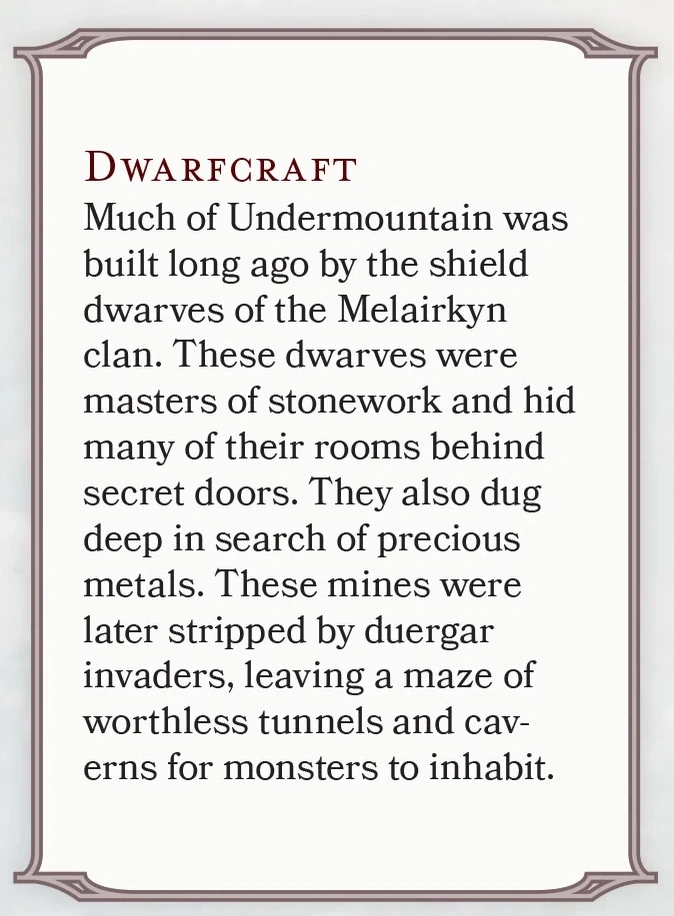 Dwarfcraft
Much of Undermountain was
built long ago by the shield
dwarves of the Melairkyn
clan. These dwarves were
masters of stonework and hid
many of their rooms behind
secret doors. They also dug
deep in search of precious
metals. These mines were
later stripped by duergar
invaders, leaving a maze of
worthless tunnels and cav-
erns for monsters to inhabit.